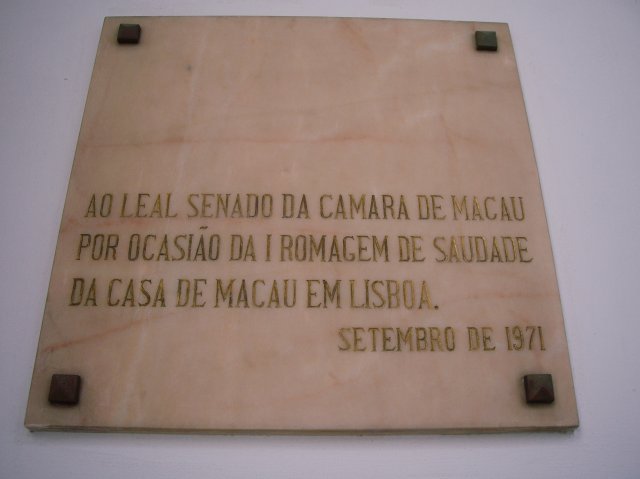 AO LEAL SENADO DA CAMARA DE MACAU
POR OCASIÃO DA I ROMAGEM DE SAUDADE
DA CASA DE MACAU EM LISBOA.
SETEMBRO DE 1971